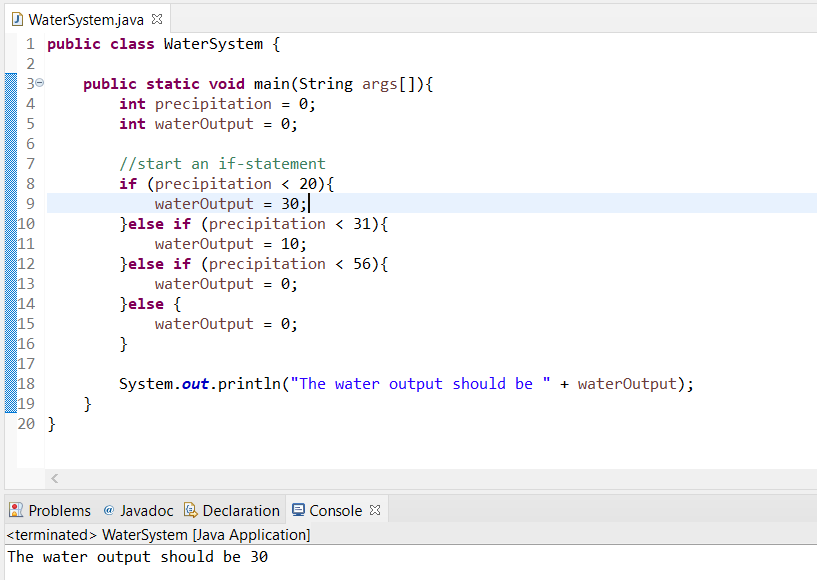 WaterSystem.java
1 public class WaterSystem {
2
3     public static void main(String args[]){
4         int precipitation = 0;
5         int waterOutput = 0;
6
7         //start an if-statement
8         if (precipitation < 20){
9             waterOutput = 30;
10         }else if (precipitation < 31){
11             waterOutput = 10;
12         }else if (precipitation < 56){
13             waterOutput = 0;
14         }else {
15             waterOutput = 0;
16         }
17
18         System.out.println("The water output should be " + waterOutput);
19     }
20 }
Problems @ Javadoc Declaration Console
<terminated> WaterSystem [Java Application]
The water output should be 30